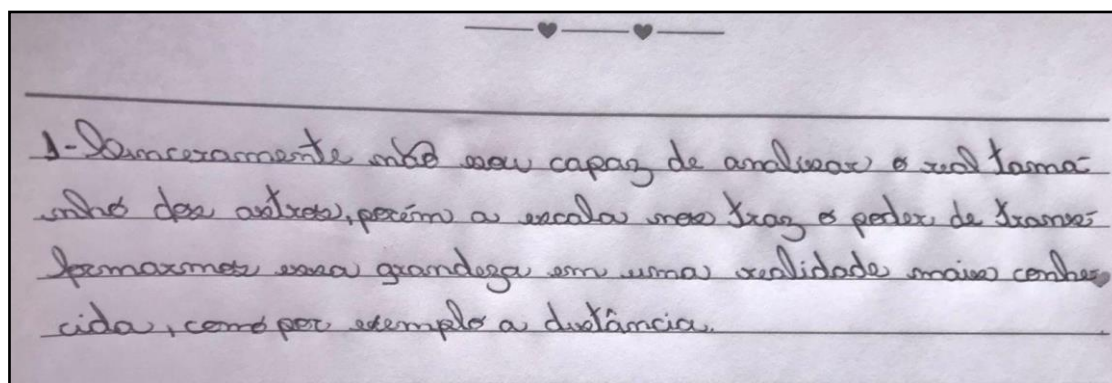 1- Sinceramente não sou capaz de analisar o real tama-
nho dos astros, porém a escala nos traz o poder de trans-
formarmos essa grandeza em uma realidade mais conhe-
cida, como por exemplo a distância.